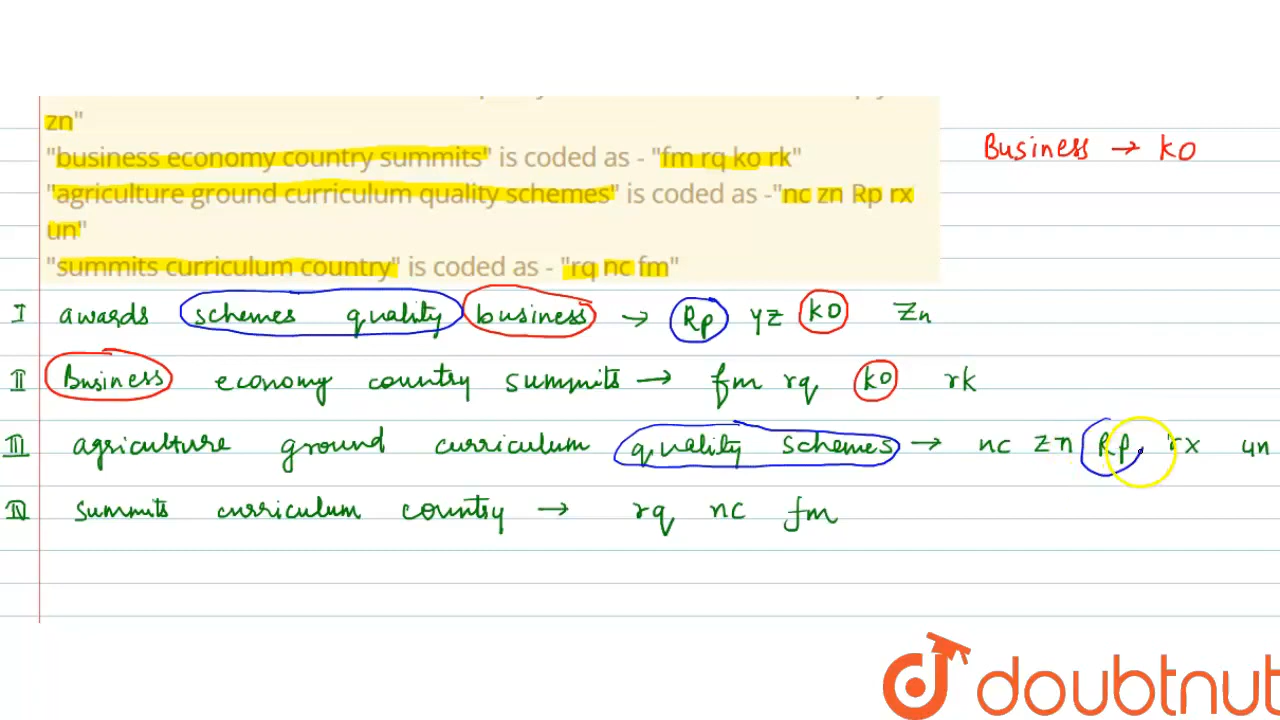 zn"
"business economy country summits" is coded as - "fm rq ko rk"
Business → ko
"agriculture ground curriculum quality schemes" is coded as -"nc zn Rp rx
un"
"summits curriculum country" is coded as - "rq nc fm"
I awards schemes quality business → Rp yz ko Zn
II Business economy country summits → fm rq ko rk
III agriculture ground curriculum quality schemes → nc zn Rp rx un
IV summits curriculum country → rq nc fm
doubtnut